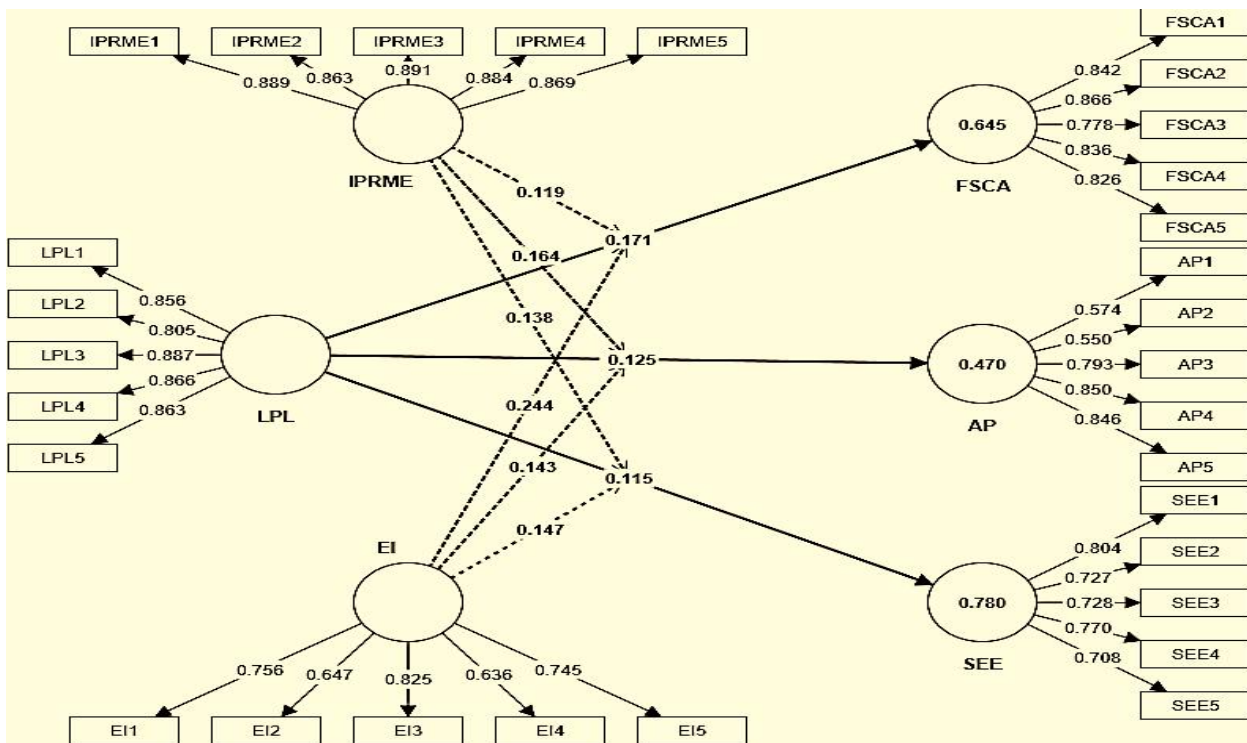 IPRME1 IPRME2 IPRME3 IPRME4 IPRME5
0.889 0.863 0.891 0.884 0.869
IPRME
FSCA1
FSCA2
FSCA3
FSCA4
FSCA5
0.842
0.866
0.778
0.836
0.826
0.645
FSCA
0.119
0.171
0.164
0.138
LPL1
LPL2
LPL3
LPL4
LPL5
0.856
0.805
0.887
0.866
0.863
LPL
0.125
AP1
AP2
AP3
AP4
AP5
0.574
0.550
0.793
0.850
0.846
0.470
AP
0.244
0.143
0.115
0.147
EI
SEE1
SEE2
SEE3
SEE4
SEE5
0.804
0.727
0.728
0.770
0.708
0.780
SEE
0.756 0.647 0.825 0.636 0.745
EI1 EI2 EI3 EI4 EI5